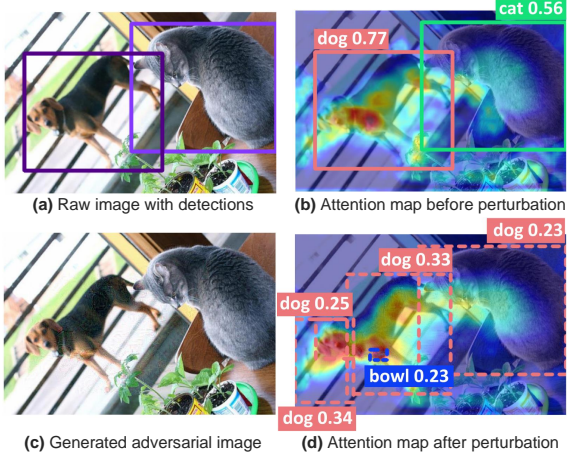 cat 0.56
dog 0.77
(a) Raw image with detections
(b) Attention map before perturbation
dog 0.23
dog 0.33
dog 0.25
bowl 0.23
dog 0.34
(c) Generated adversarial image
(d) Attention map after perturbation